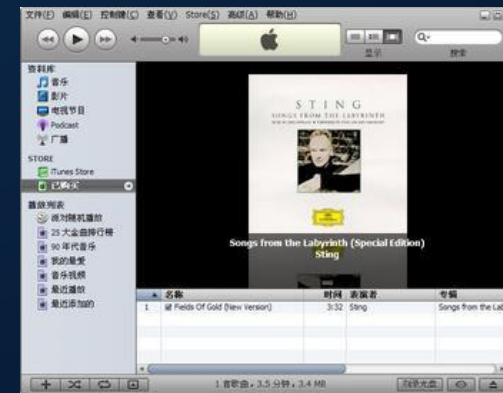 文件(F) 编辑(E) 控制键(C) 查看(V) Store(S) 高级(A) 帮助(H)
显示
搜索
资料库
音乐
影片
电视节目
Podcast
广播
STORE
iTunes Store
已购买
播放列表
派对随机播放
25 大金曲排行榜
90 年代音乐
我的最爱
音乐视频
最近播放
最近添加的
STING
SONGS FROM THE LABYRINTH
Songs from the Labyrinth (Special Edition)
Sting
名称 时间 表演者 专辑
1 Fields Of Gold (New Version) 3:32 Sting Songs from the Lab
1 首歌曲，3.5 分钟，3.4 MB
刻录光盘